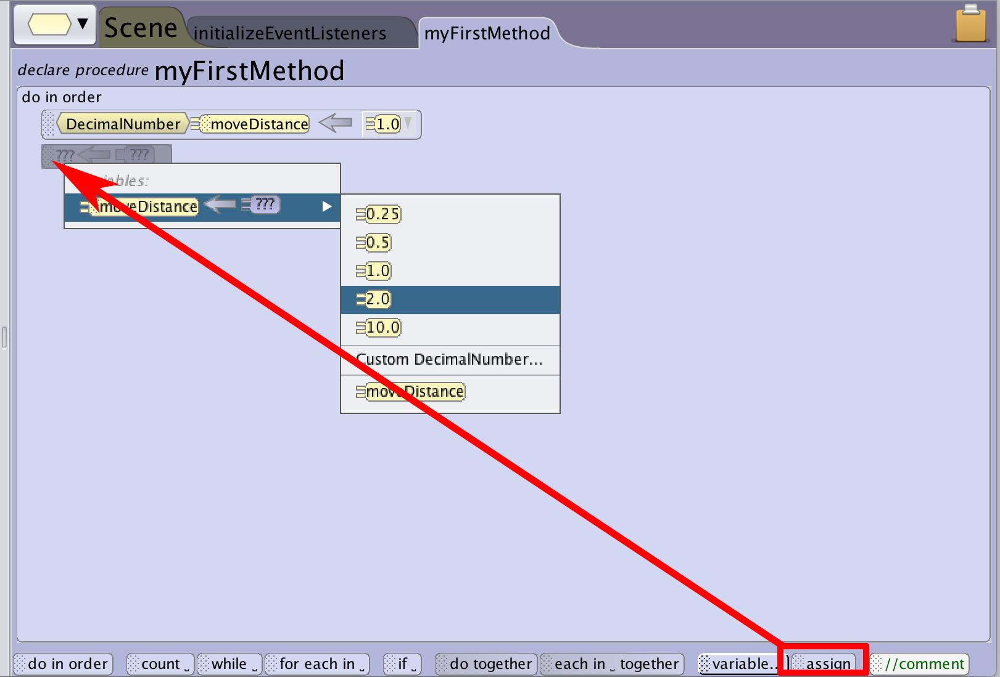 Scene initializeEventListeners myFirstMethod
declare procedure myFirstMethod
do in order
DecimalNumber moveDistance 1.0
??? ???
moveDistance ???
0.25
0.5
1.0
2.0
10.0
Custom DecimalNumber...
moveDistance
do in order count _ while _ for each in _ if _ do together each in _ together variable... assign //comment